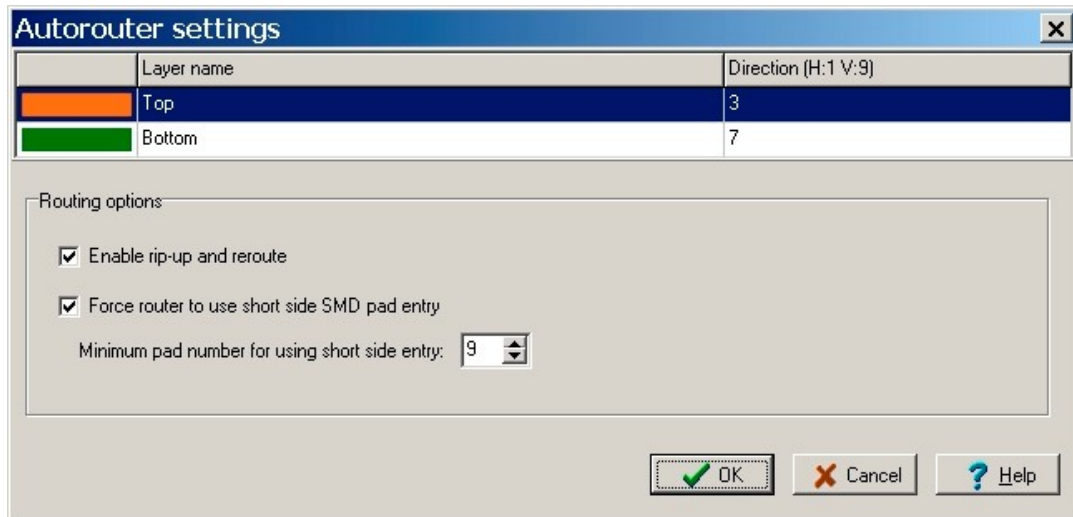 Autorouter settings
Layer name Direction (H:1 V:9)
Top 3
Bottom 7
Routing options
Enable rip-up and reroute
Force router to use short side SMD pad entry
Minimum pad number for using short side entry: 9
OK Cancel Help